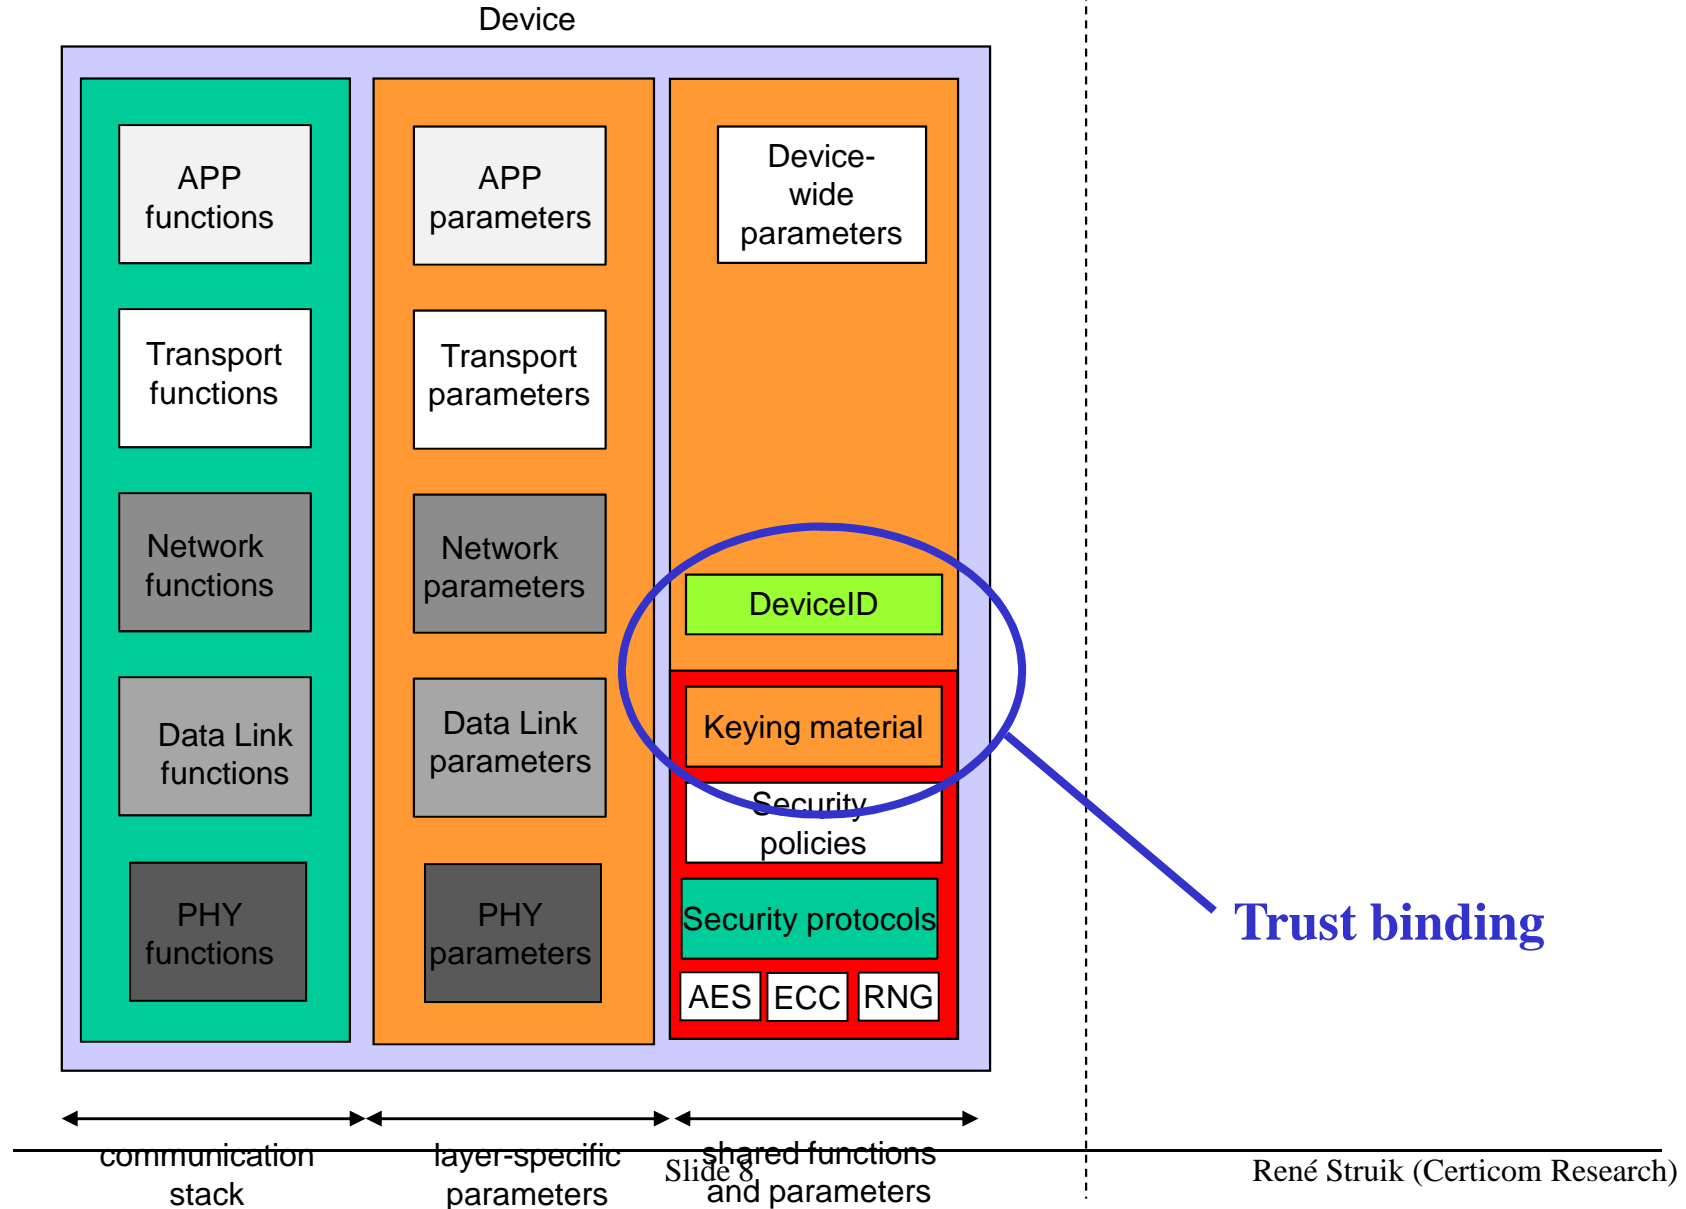 Device
APP
functions
Transport
functions
Network
functions
Data Link
functions
PHY
functions
APP
parameters
Transport
parameters
Network
parameters
Data Link
parameters
PHY
parameters
Device-
wide
parameters
DeviceID
Keying material
Security
policies
Security protocols
AES
ECC
RNG
Trust binding
communication
stack
layer-specific
parameters
shared functions
and parameters
Slide 8
René Struik (Certicom Research)